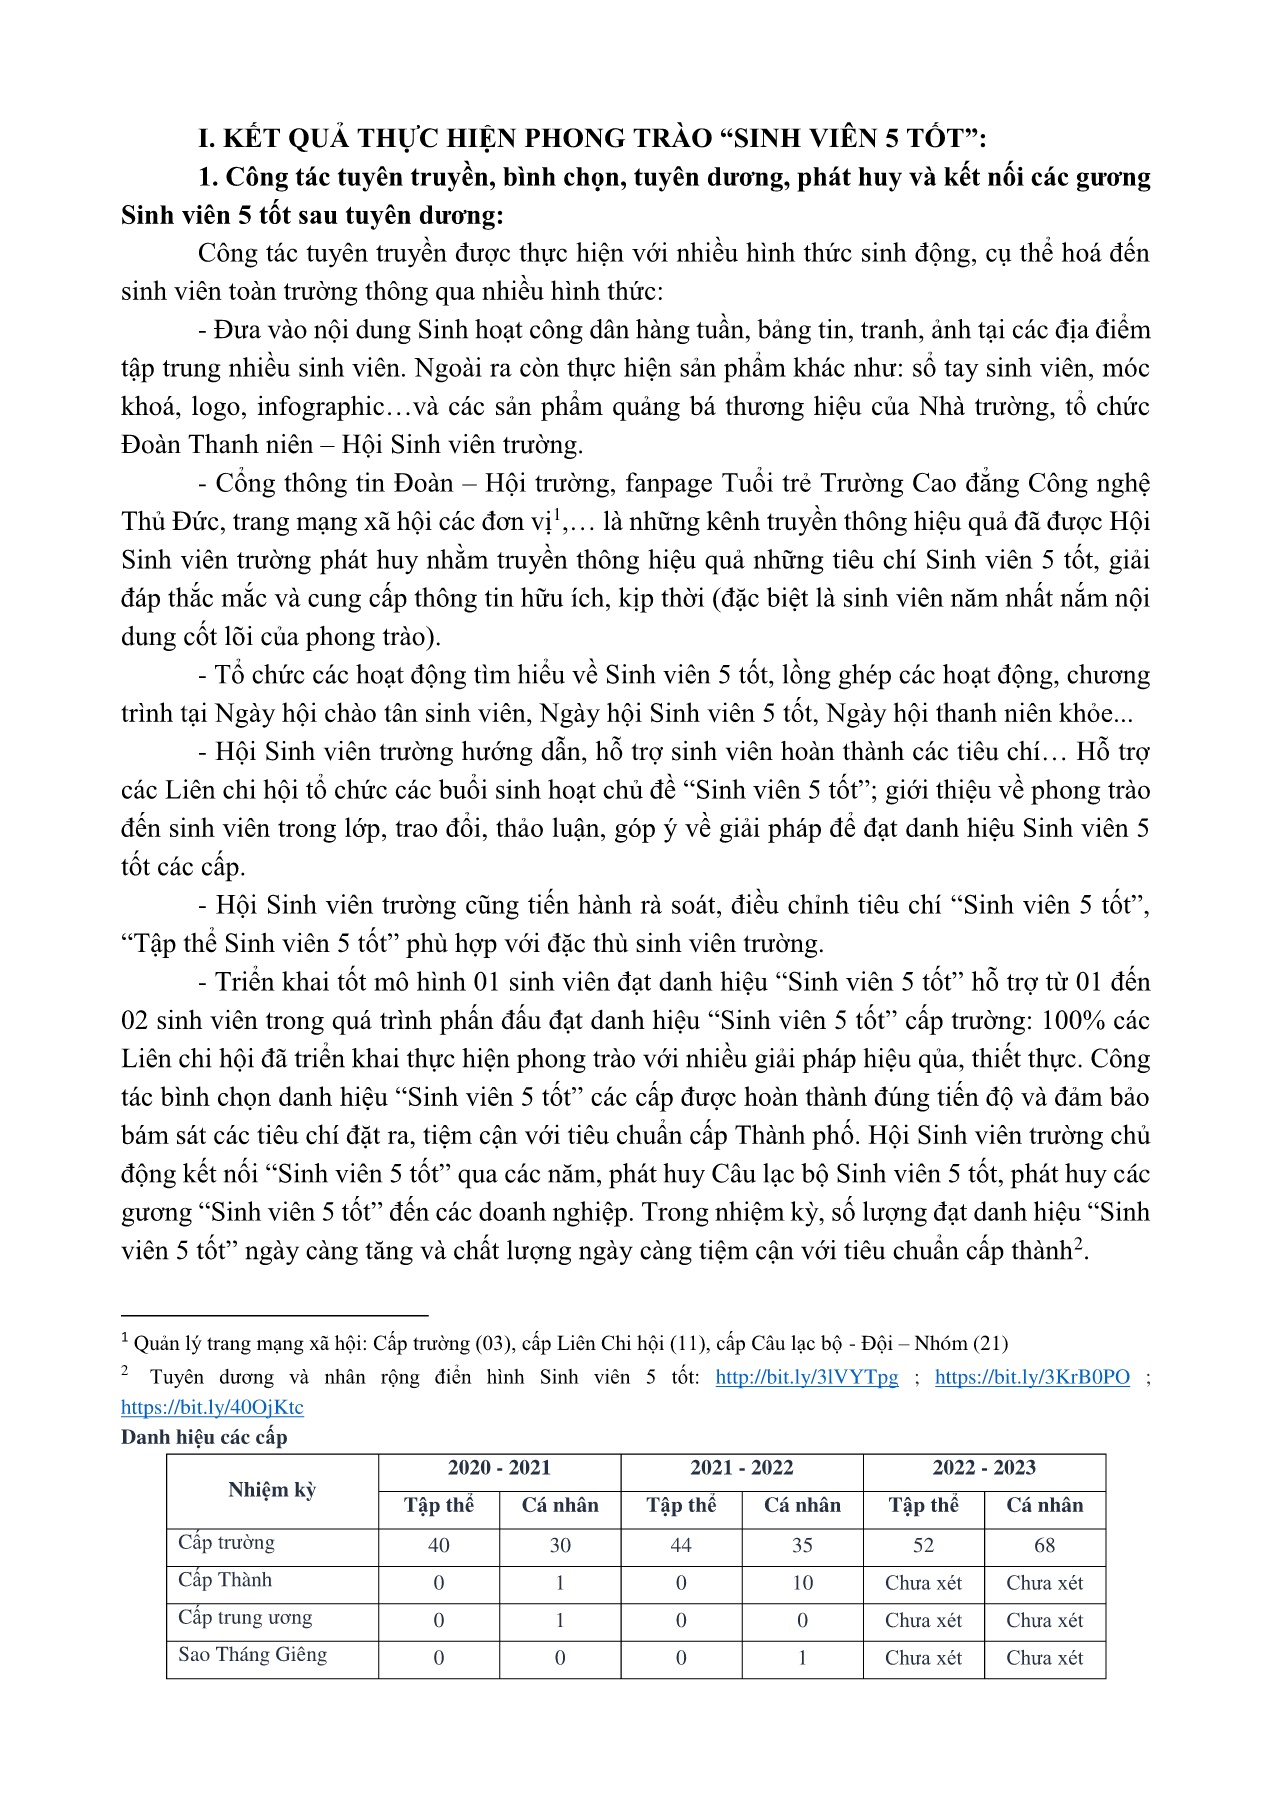 I. KẾT QUẢ THỰC HIỆN PHONG TRÀO “SINH VIÊN 5 TỐT”:
1. Công tác tuyên truyền, bình chọn, tuyên dương, phát huy và kết nối các gương
Sinh viên 5 tốt sau tuyên dương:
Công tác tuyên truyền được thực hiện với nhiều hình thức sinh động, cụ thể hoá đến
sinh viên toàn trường thông qua nhiều hình thức:
- Đưa vào nội dung Sinh hoạt công dân hàng tuần, bảng tin, tranh, ảnh tại các địa điểm
tập trung nhiều sinh viên. Ngoài ra còn thực hiện sản phẩm khác như: sổ tay sinh viên, móc
khoá, logo, infographic…và các sản phẩm quảng bá thương hiệu của Nhà trường, tổ chức
Đoàn Thanh niên – Hội Sinh viên trường.
- Cổng thông tin Đoàn – Hội trường, fanpage Tuổi trẻ Trường Cao đẳng Công nghệ
Thủ Đức, trang mạng xã hội các đơn vị¹,… là những kênh truyền thông hiệu quả đã được Hội
Sinh viên trường phát huy nhằm truyền thông hiệu quả những tiêu chí Sinh viên 5 tốt, giải
đáp thắc mắc và cung cấp thông tin hữu ích, kịp thời (đặc biệt là sinh viên năm nhất nắm nội
dung cốt lõi của phong trào).
- Tổ chức các hoạt động tìm hiểu về Sinh viên 5 tốt, lồng ghép các hoạt động, chương
trình tại Ngày hội chào tân sinh viên, Ngày hội Sinh viên 5 tốt, Ngày hội thanh niên khỏe...
- Hội Sinh viên trường hướng dẫn, hỗ trợ sinh viên hoàn thành các tiêu chí… Hỗ trợ
các Liên chi hội tổ chức các buổi sinh hoạt chủ đề “Sinh viên 5 tốt”; giới thiệu về phong trào
đến sinh viên trong lớp, trao đổi, thảo luận, góp ý về giải pháp để đạt danh hiệu Sinh viên 5
tốt các cấp.
- Hội Sinh viên trường cũng tiến hành rà soát, điều chỉnh tiêu chí “Sinh viên 5 tốt”,
“Tập thể Sinh viên 5 tốt” phù hợp với đặc thù sinh viên trường.
- Triển khai tốt mô hình 01 sinh viên đạt danh hiệu “Sinh viên 5 tốt” hỗ trợ từ 01 đến
02 sinh viên trong quá trình phấn đấu đạt danh hiệu “Sinh viên 5 tốt” cấp trường: 100% các
Liên chi hội đã triển khai thực hiện phong trào với nhiều giải pháp hiệu qủa, thiết thực. Công
tác bình chọn danh hiệu “Sinh viên 5 tốt” các cấp được hoàn thành đúng tiến độ và đảm bảo
bám sát các tiêu chí đặt ra, tiệm cận với tiêu chuẩn cấp Thành phố. Hội Sinh viên trường chủ
động kết nối “Sinh viên 5 tốt” qua các năm, phát huy Câu lạc bộ Sinh viên 5 tốt, phát huy các
gương “Sinh viên 5 tốt” đến các doanh nghiệp. Trong nhiệm kỳ, số lượng đạt danh hiệu “Sinh
viên 5 tốt” ngày càng tăng và chất lượng ngày càng tiệm cận với tiêu chuẩn cấp thành².
¹ Quản lý trang mạng xã hội: Cấp trường (03), cấp Liên Chi hội (11), cấp Câu lạc bộ - Đội – Nhóm (21)
² Tuyên dương và nhân rộng điển hình Sinh viên 5 tốt: http://bit.ly/3lVYTpg ; https://bit.ly/3KrB0PO ;
https://bit.ly/40OjKtc
Danh hiệu các cấp
Nhiệm kỳ 2020 - 2021 2021 - 2022 2022 - 2023
Tập thể Cá nhân Tập thể Cá nhân Tập thể Cá nhân
Cấp trường 40 30 44 35 52 68
Cấp Thành 0 1 0 10 Chưa xét Chưa xét
Cấp trung ương 0 1 0 0 Chưa xét Chưa xét
Sao Tháng Giêng 0 0 0 1 Chưa xét Chưa xét